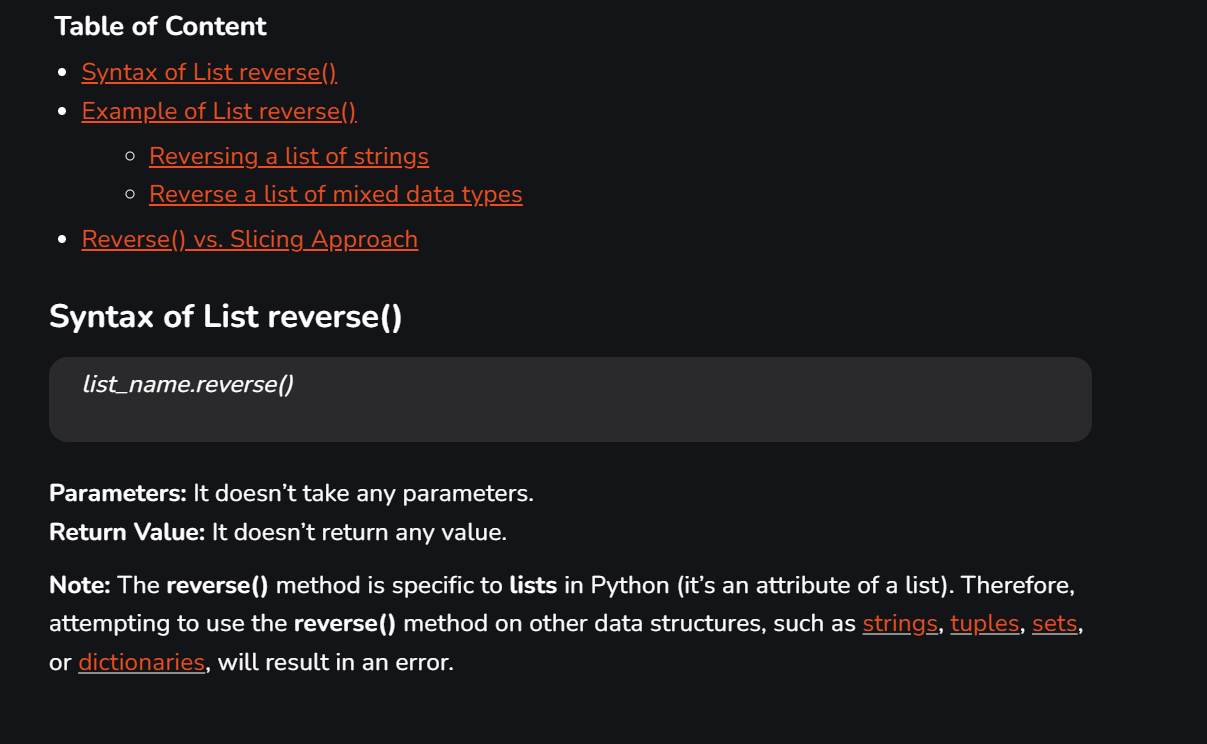 Table of Content
Syntax of List reverse()
Example of List reverse()
Reversing a list of strings
Reverse a list of mixed data types
Reverse() vs. Slicing Approach
Syntax of List reverse()
list_name.reverse()
Parameters: It doesn’t take any parameters.
Return Value: It doesn’t return any value.
Note: The reverse() method is specific to lists in Python (it’s an attribute of a list). Therefore,
attempting to use the reverse() method on other data structures, such as strings, tuples, sets,
or dictionaries, will result in an error.